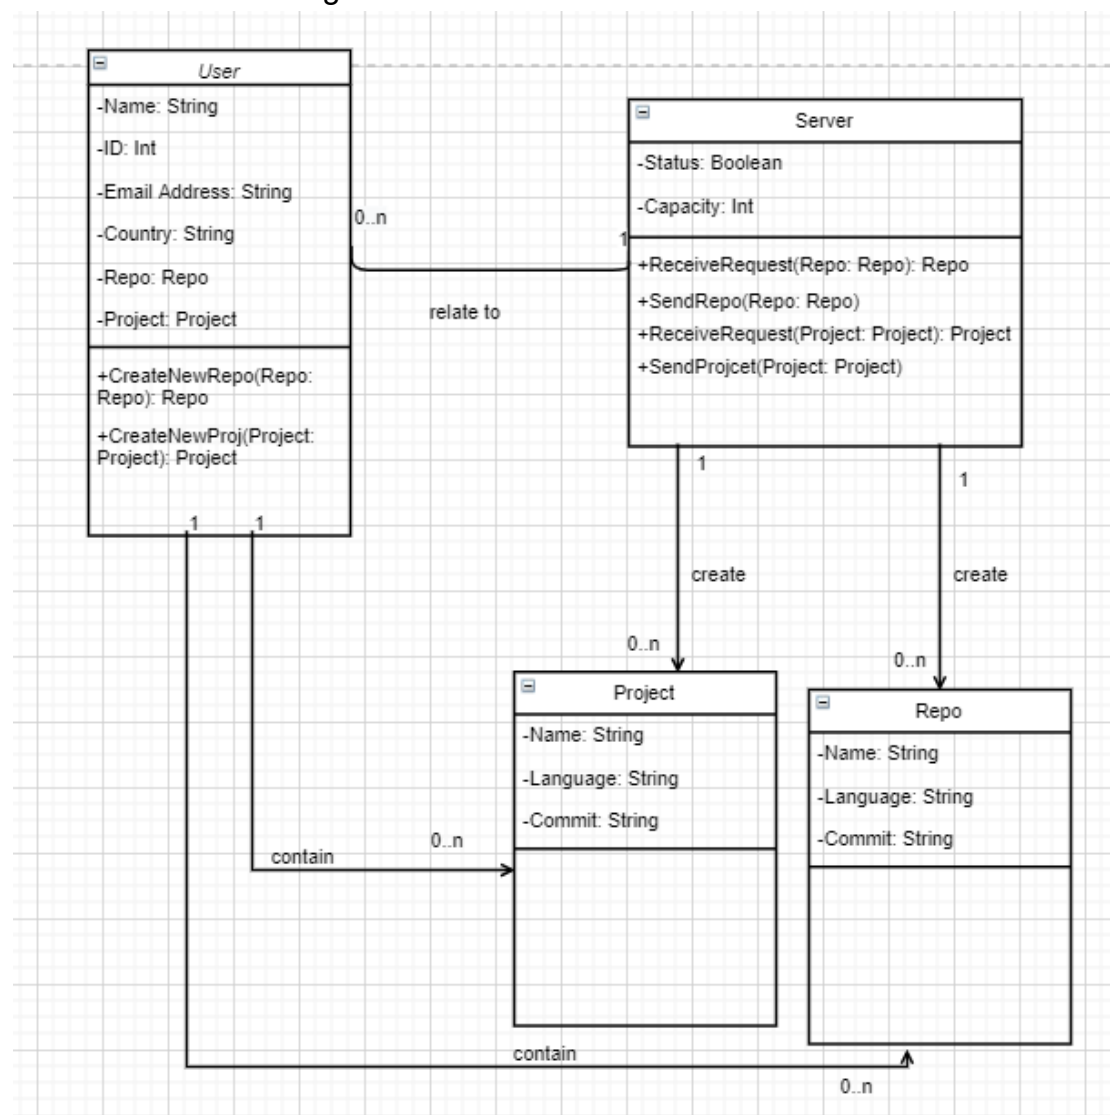 User
-Name: String
-ID: Int
-Email Address: String
-Country: String
-Repo: Repo
-Project: Project
+CreateNewRepo(Repo:
Repo): Repo
+CreateNewProj(Project:
Project): Project
1
1
0..n
1
relate to
Server
-Status: Boolean
-Capacity: Int
+ReceiveRequest(Repo: Repo): Repo
+SendRepo(Repo: Repo)
+ReceiveRequest(Project: Project): Project
+SendProjcet(Project: Project)
1
1
create
create
0..n
0..n
Project
-Name: String
-Language: String
-Commit: String
Repo
-Name: String
-Language: String
-Commit: String
0..n
contain
contain
0..n